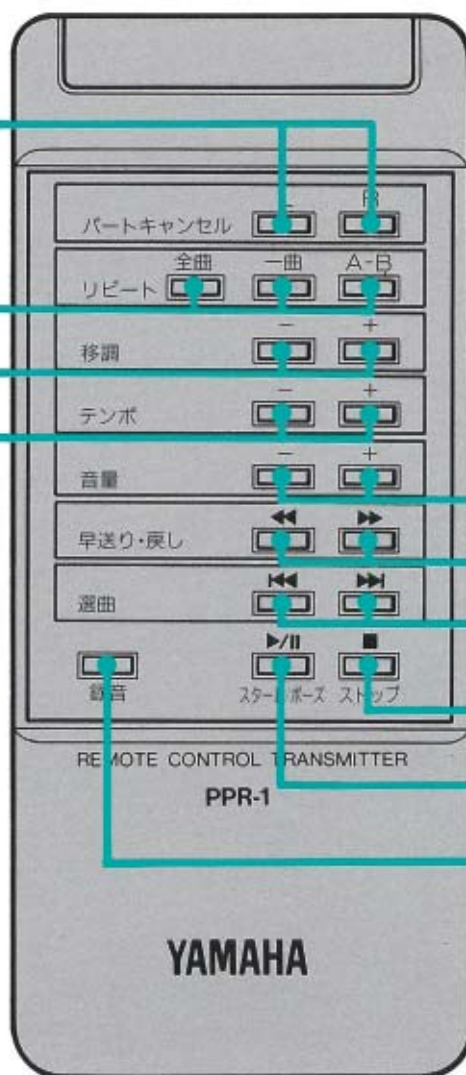 L R
パートキャンセル
全曲 一曲 A-B
リピート
- +
移調
- +
テンポ
- +
音量
◀◀ ▶▶
早送り・戻し
|◀◀ ▶▶|
選曲
▶/II ■
録音 スタート/ポーズ ストップ
REMOTE CONTROL TRANSMITTER
PPR-1
YAMAHA